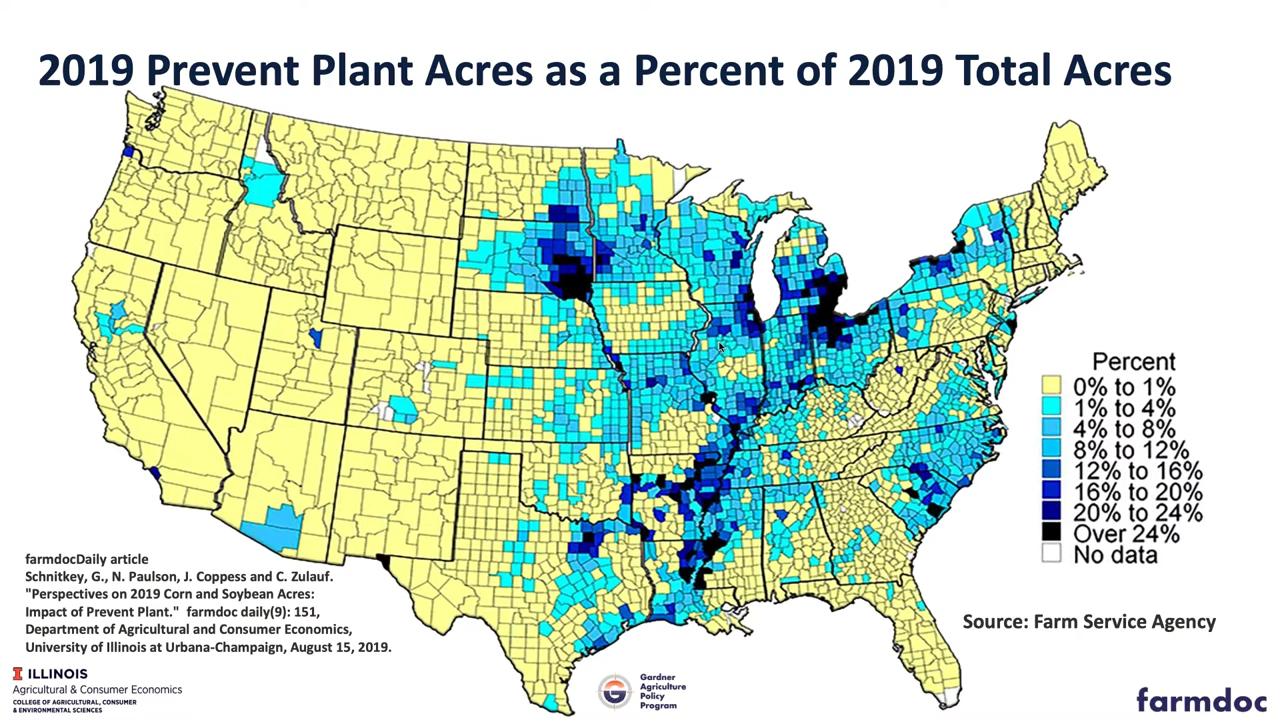 2019 Prevent Plant Acres as a Percent of 2019 Total Acres
Percent
0% to 1%
1% to 4%
4% to 8%
8% to 12%
12% to 16%
16% to 20%
20% to 24%
Over 24%
No data
farmdocDaily article
Schnitkey, G., N. Paulson, J. Coppess and C. Zulauf.
"Perspectives on 2019 Corn and Soybean Acres:
Impact of Prevent Plant." farmdoc daily(9): 151,
Department of Agricultural and Consumer Economics,
University of Illinois at Urbana-Champaign, August 15, 2019.
Source: Farm Service Agency
I ILLINOIS
Agricultural & Consumer Economics
COLLEGE OF AGRICULTURAL, CONSUMER
& ENVIRONMENTAL SCIENCES
G
Gardner
Agriculture
Policy
Program
farmdoc